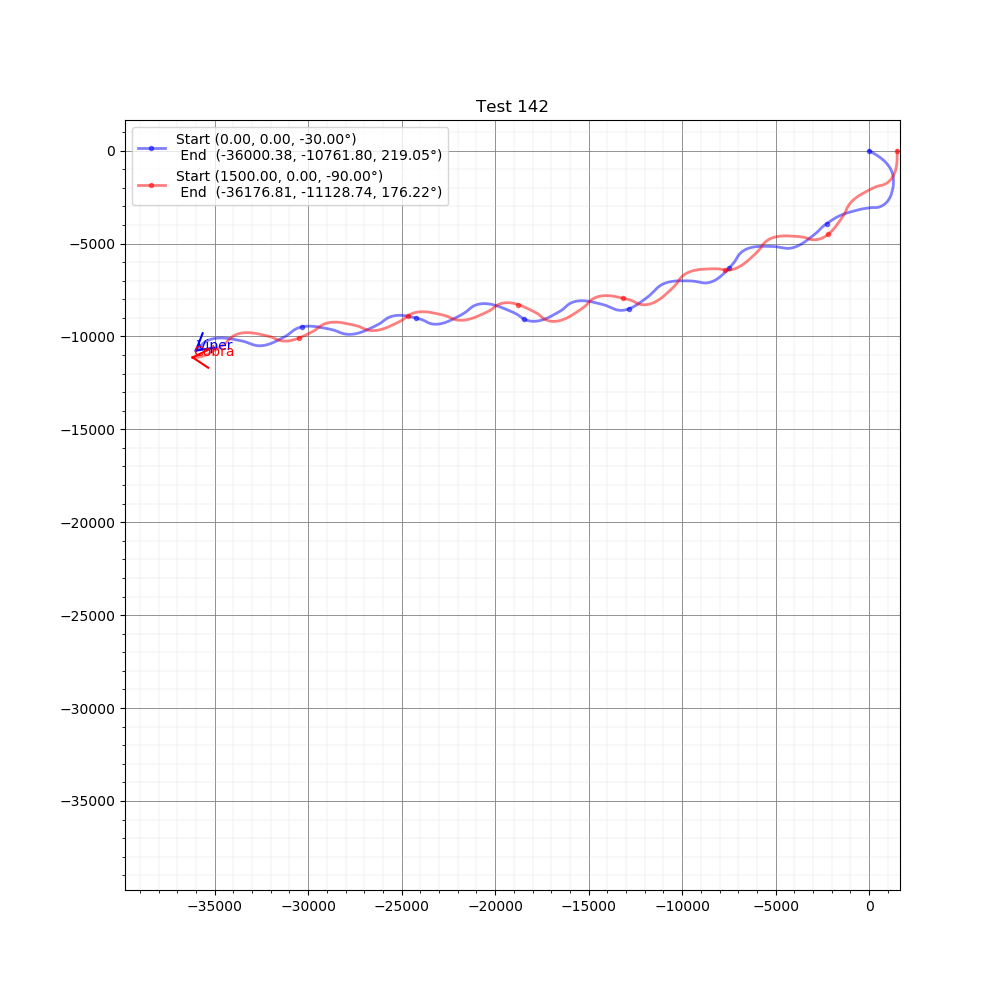 Test 142
Start (0.00, 0.00, -30.00°)
End (-36000.38, -10761.80, 219.05°)
Start (1500.00, 0.00, -90.00°)
End (-36176.81, -11128.74, 176.22°)
0
−5000
−10000
−15000
−20000
−25000
−30000
−35000
Viper
Cobra
−35000 −30000 −25000 −20000 −15000 −10000 −5000 0